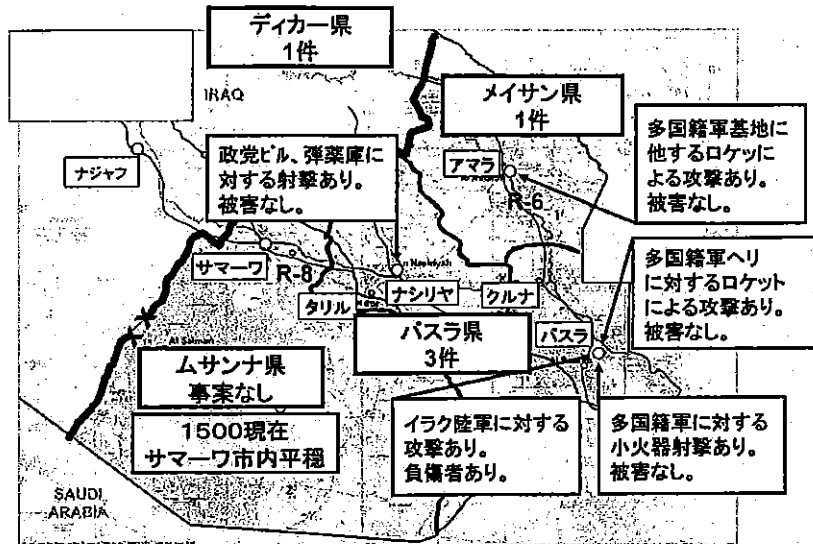 ディカー県
1件
IRAQ
メイサン県
1件
多国籍軍基地に
他するロケッに
よる攻撃あり。
被害なし。
ナジャフ
政党ビル、弾薬庫に
対する射撃あり。
被害なし。
アマラ
R-6
サマーワ
R-8
タリル
ナシリヤ
クルナ
多国籍軍ヘリ
に対するロケット
による攻撃あり。
被害なし。
バスラ
バスラ県
3件
Al Salman
ムサンナ県
事案なし
1500現在
サマーワ市内平穏
イラク陸軍に対する
攻撃あり。
負傷者あり。
多国籍軍に対する
小火器射撃あり。
被害なし。
SAUDI
ARABIA